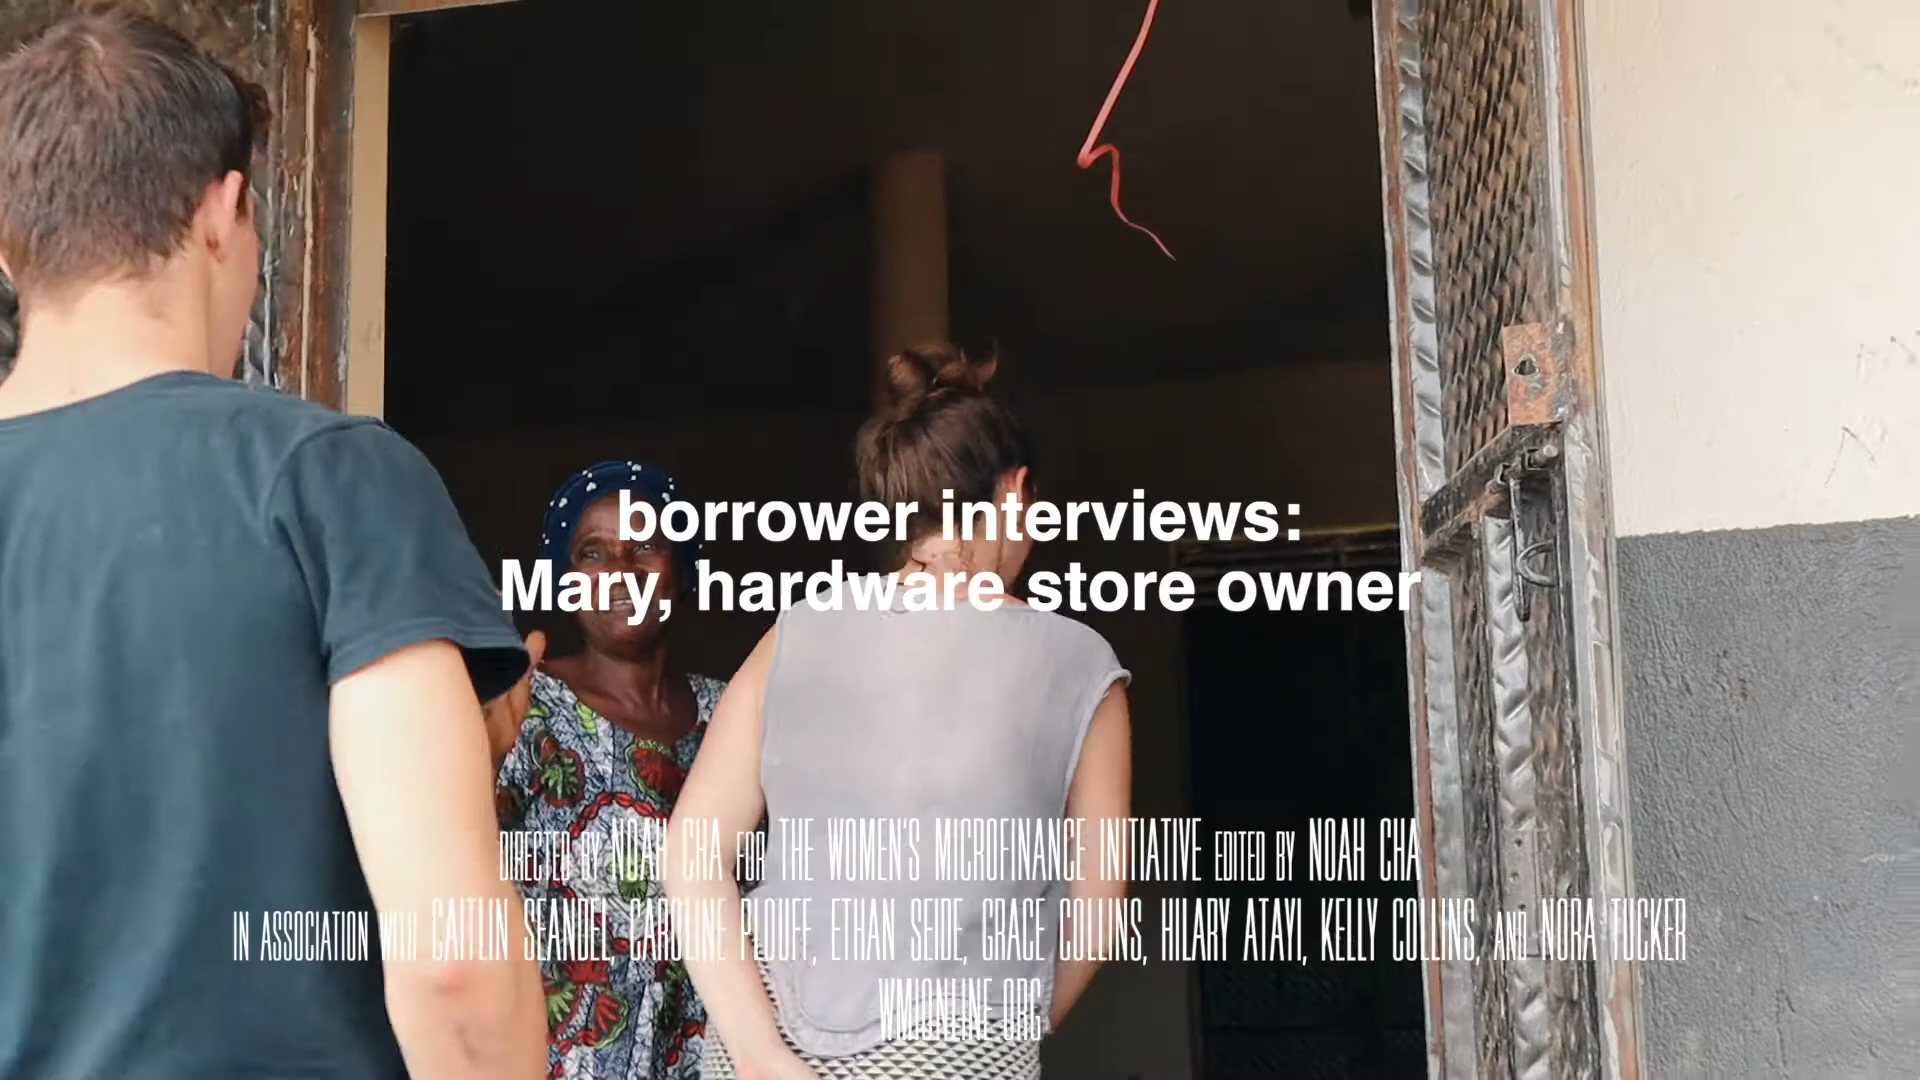 borrower interviews:
Mary, hardware store owner
DIRECTED BY NOAH CHA FOR THE WOMEN'S MICROFINANCE INITIATIVE EDITED BY NOAH CHA
IN ASSOCIATION WITH CAITLIN SEANDEL, CAROLINE PLOUFF, ETHAN SEIDE, GRACE COLLINS, HILARY ATAYI, KELLY COLLINS, AND NORA TUCKER
WMIONLINE.ORG